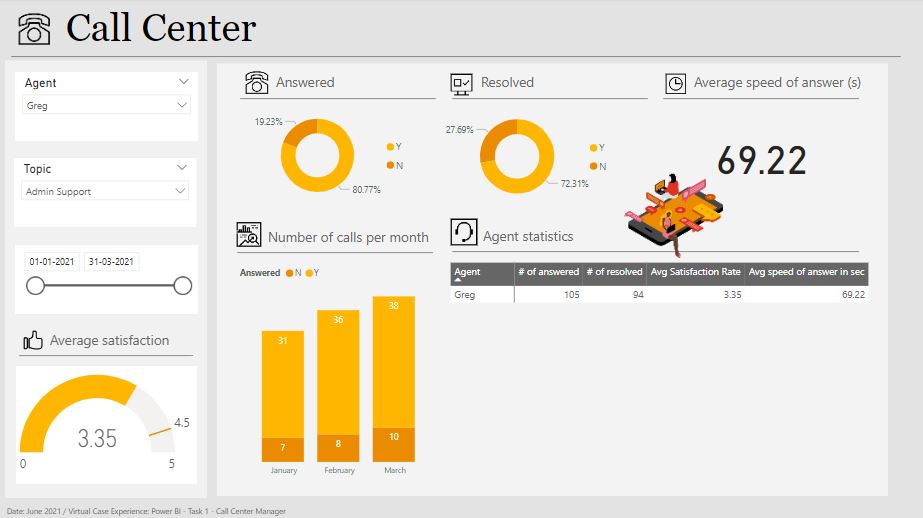 Call Center
Agent
Greg
Topic
Admin Support
01-01-2021 31-03-2021
Average satisfaction
4.5
3.35
0 5
Answered
19.23%
Y
N
80.77%
Resolved
27.69%
Y
N
72.31%
Average speed of answer (s)
69.22
Number of calls per month
Answered N Y
31 36 38
7 8 10
January February March
Agent statistics
Agent # of answered # of resolved Avg Satisfaction Rate Avg speed of answer in sec
Greg 105 94 3.35 69.22
Date: June 2021 / Virtual Case Experience: Power BI - Task 1 - Call Center Manager